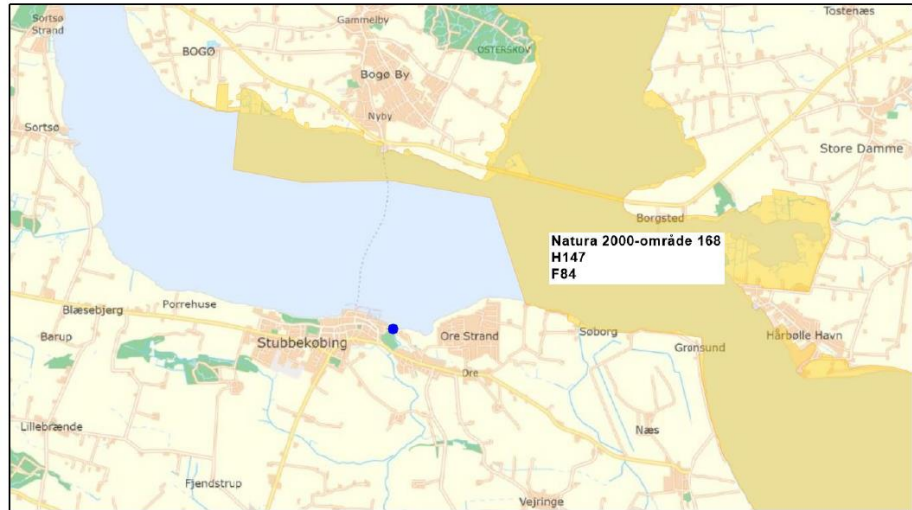 Sortsø
Strand
Gammelby
Tostenæs
BOGØ
ØSTERSKOV
Bogø By
Nyby
Sortsø
Store Damme
Borgsted
Natura 2000-område 168
H147
F84
Porrehuse
Blæsebjerg
Barup
Stubbekøbing
Ore Strand
Søborg
Hårbølle Havn
Grønsund
Ore
Lillebrænde
Næs
Fjendstrup
Vejringe